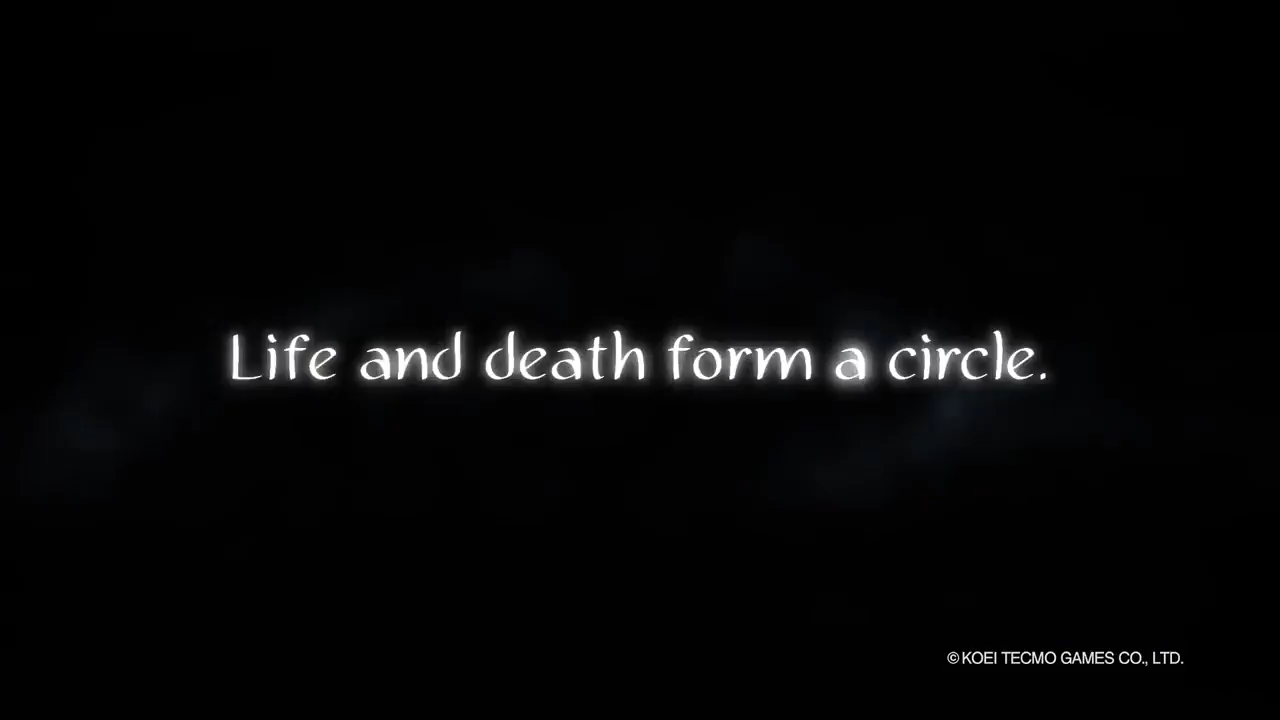 Life and death form a circle.
© KOEI TECMO GAMES CO., LTD.